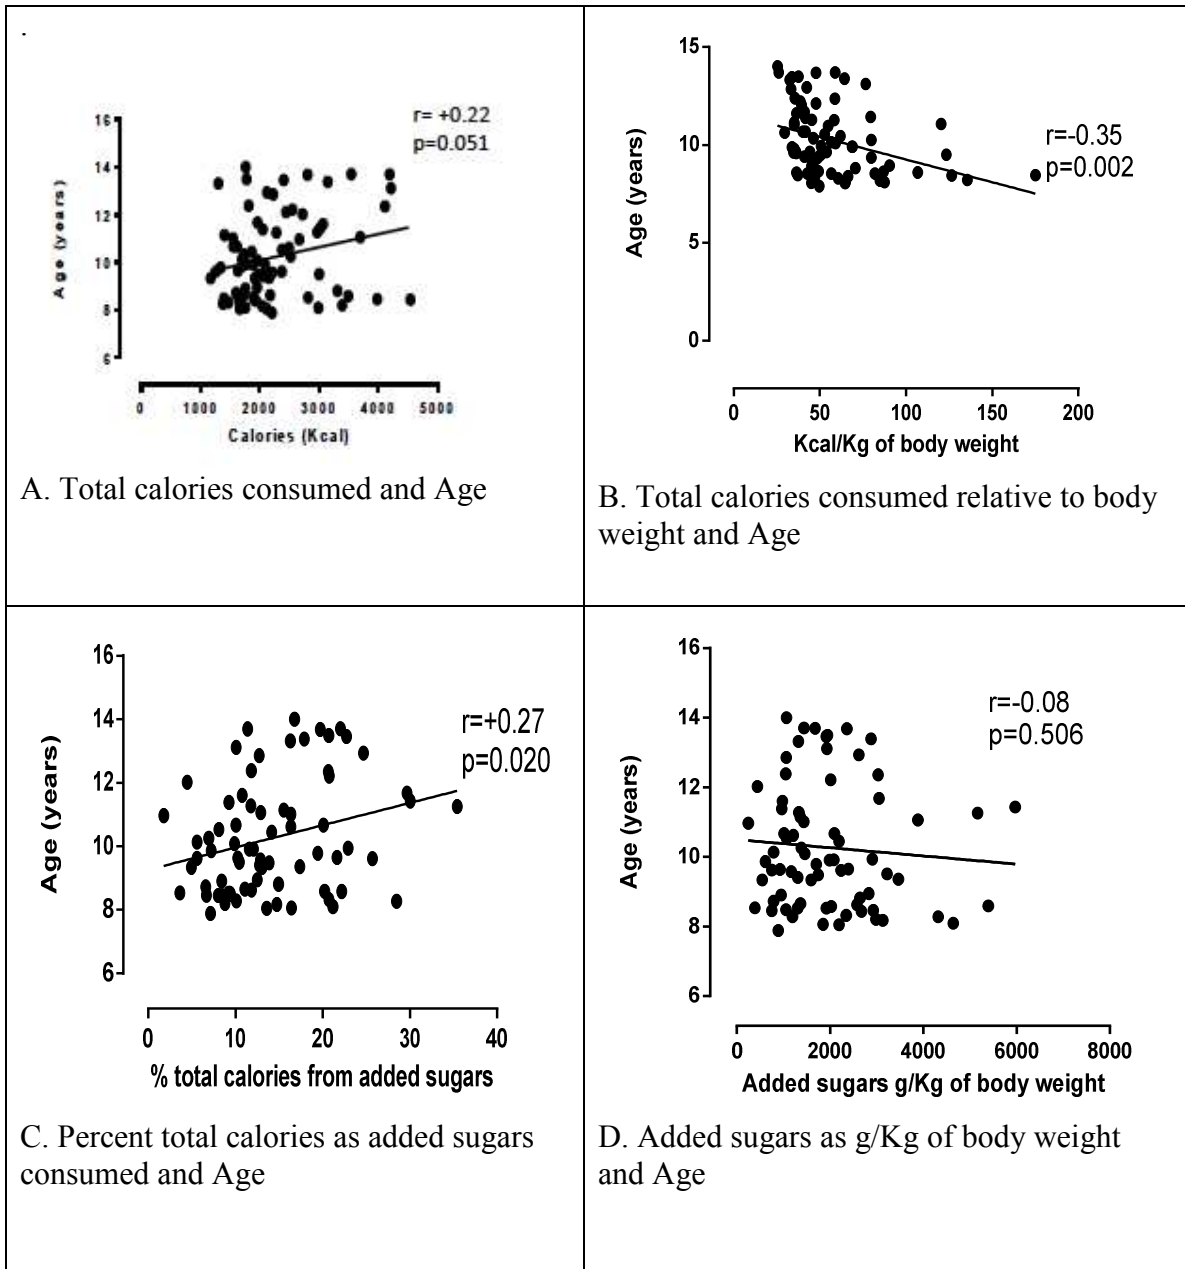 .
r= +0.22
p=0.051
16
14
12
10
8
6
Age (years)
0 1000 2000 3000 4000 5000
Calories (Kcal)
A. Total calories consumed and Age
15
10
5
0
Age (years)
r=-0.35
p=0.002
0 50 100 150 200
Kcal/Kg of body weight
B. Total calories consumed relative to body
weight and Age
16
14
12
10
8
6
Age (years)
r=+0.27
p=0.020
0 10 20 30 40
% total calories from added sugars
C. Percent total calories as added sugars
consumed and Age
16
14
12
10
8
6
Age (years)
r=-0.08
p=0.506
0 2000 4000 6000 8000
Added sugars g/Kg of body weight
D. Added sugars as g/Kg of body weight
and Age